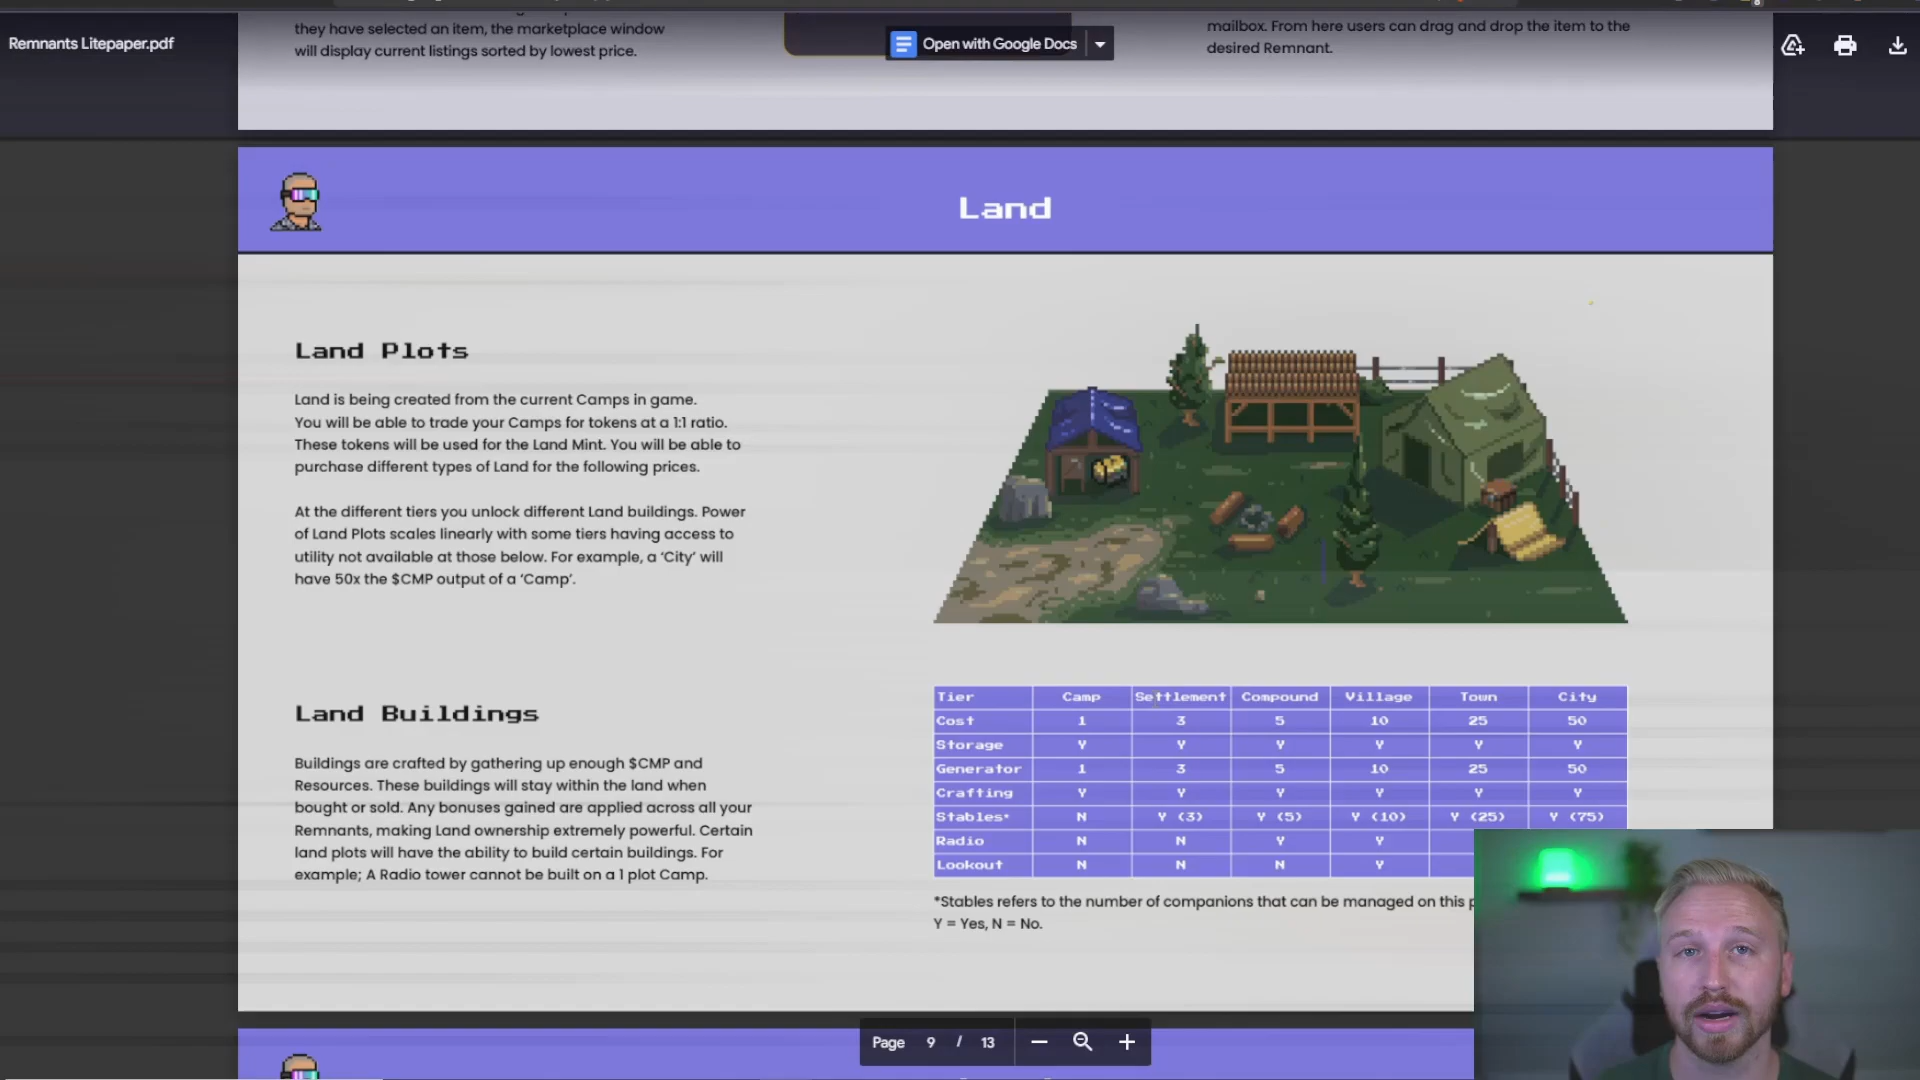 Remnants Litepaper.pdf
they have selected an item, the marketplace window
will display current listings sorted by lowest price.
Open with Google Docs
mailbox. From here users can drag and drop the item to the
desired Remnant.
Land
Land Plots
Land is being created from the current Camps in game.
You will be able to trade your Camps for tokens at a 1:1 ratio.
These tokens will be used for the Land Mint. You will be able to
purchase different types of Land for the following prices.
At the different tiers you unlock different Land buildings. Power
of Land Plots scales linearly with some tiers having access to
utility not available at those below. For example, a ‘City’ will
have 50x the $CMP output of a ‘Camp’.
Land Buildings
Buildings are crafted by gathering up enough $CMP and
Resources. These buildings will stay within the land when
bought or sold. Any bonuses gained are applied across all your
Remnants, making Land ownership extremely powerful. Certain
land plots will have the ability to build certain buildings. For
example; A Radio tower cannot be built on a 1 plot Camp.
Tier Camp Settlement Compound Village Town City
Cost 1 3 5 10 25 50
Storage Y Y Y Y Y Y
Generator 1 3 5 10 25 50
Crafting Y Y Y Y Y Y
Stables* N Y (3) Y (5) Y (10) Y (25) Y (75)
Radio N N Y Y
Lookout N N N Y
*Stables refers to the number of companions that can be managed on this
Y = Yes, N = No.
Page 9 / 13